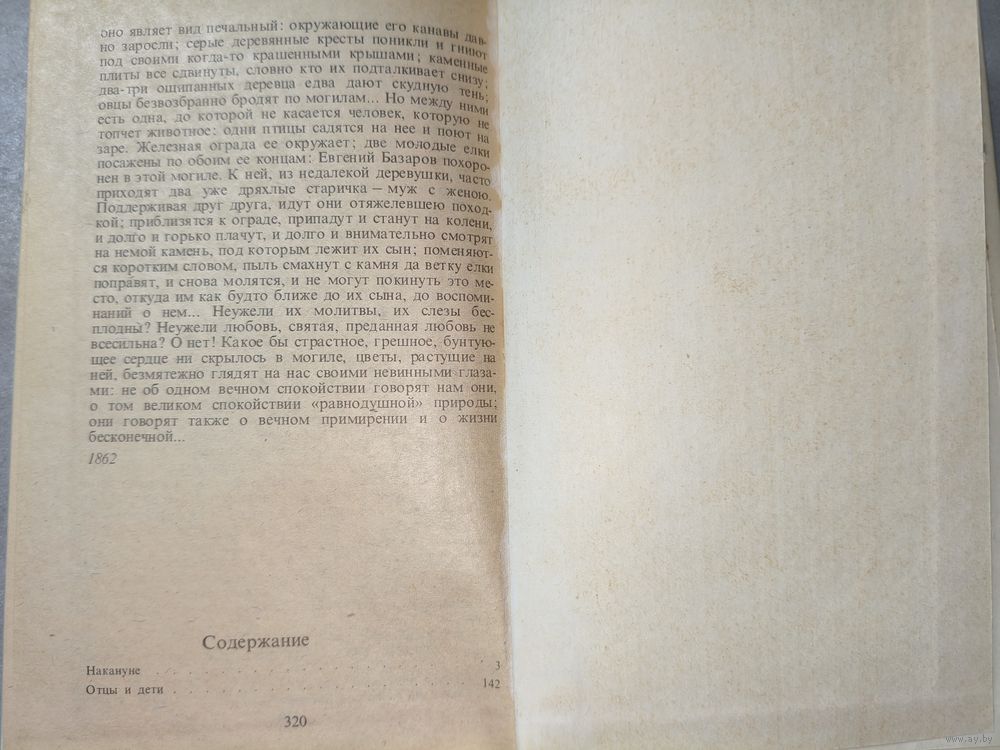 оно являет вид печальный: окружающие его канавы дав-
но заросли; серые деревянные кресты поникли и гниют
под своими когда-то крашенными крышами; каменные
плиты все сдвинуты, словно кто их подталкивает снизу;
два-три ощипанных деревца едва дают скудную тень;
овцы безвозбранно бродят по могилам... Но между ними
есть одна, до которой не касается человек, которую не
топчет животное: одни птицы садятся на нее и поют на
заре. Железная ограда ее окружает; две молодые елки
посажены по обоим ее концам: Евгений Базаров похоро-
нен в этой могиле. К ней, из недалекой деревушки, часто
приходят два уже дряхлые старичка — муж с женою.
Поддерживая друг друга, идут они отяжелевшею поход-
кой; приблизятся к ограде, припадут и станут на колени,
и долго и горько плачут, и долго и внимательно смотрят
на немой камень, под которым лежит их сын; поменяют-
ся коротким словом, пыль смахнут с камня да ветку елки
поправят, и снова молятся, и не могут покинуть это ме-
сто, откуда им как будто ближе до их сына, до воспоми-
наний о нем... Неужели их молитвы, их слезы бес-
плодны? Неужели любовь, святая, преданная любовь не
всесильна? О нет! Какое бы страстное, грешное, бунтую-
щее сердце ни скрылось в могиле, цветы, растущие на
ней, безмятежно глядят на нас своими невинными глаза-
ми: не об одном вечном спокойствии говорят нам они,
о том великом спокойствии «равнодушной» природы;
они говорят также о вечном примирении и о жизни
бесконечной...
1862
Содержание
Накануне . . . . . . . . . . . . . . . . . . 3
Отцы и дети . . . . . . . . . . . . . . . . . 142
320
www.ay.by